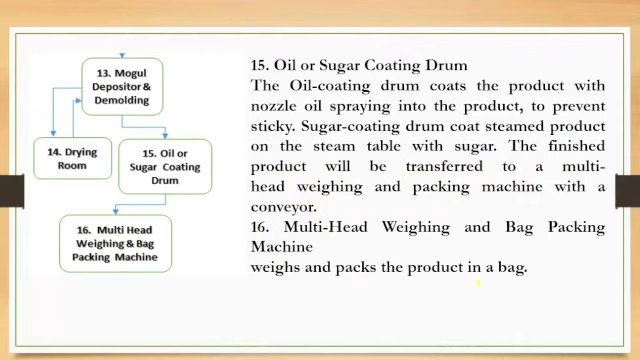 13. Mogul
Depositor &
Demolding
14. Drying
Room
15. Oil or
Sugar Coating
Drum
16. Multi Head
Weighing & Bag
Packing Machine
15. Oil or Sugar Coating Drum
The Oil-coating drum coats the product with
nozzle oil spraying into the product, to prevent
sticky. Sugar-coating drum coat steamed product
on the steam table with sugar. The finished
product will be transferred to a multi-
head weighing and packing machine with a
conveyor.
16. Multi-Head Weighing and Bag Packing
Machine
weighs and packs the product in a bag.